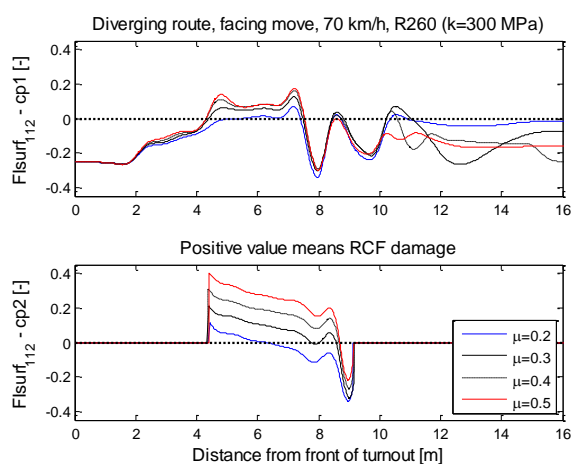 Diverging route, facing move, 70 km/h, R260 (k=300 MPa)
FIsurf112 - cp1 [-]
0.4
0.2
0
-0.2
-0.4
0 2 4 6 8 10 12 14 16
Positive value means RCF damage
FIsurf112 - cp2 [-]
0.4
0.2
0
-0.2
-0.4
μ=0.2
μ=0.3
μ=0.4
μ=0.5
0 2 4 6 8 10 12 14 16
Distance from front of turnout [m]